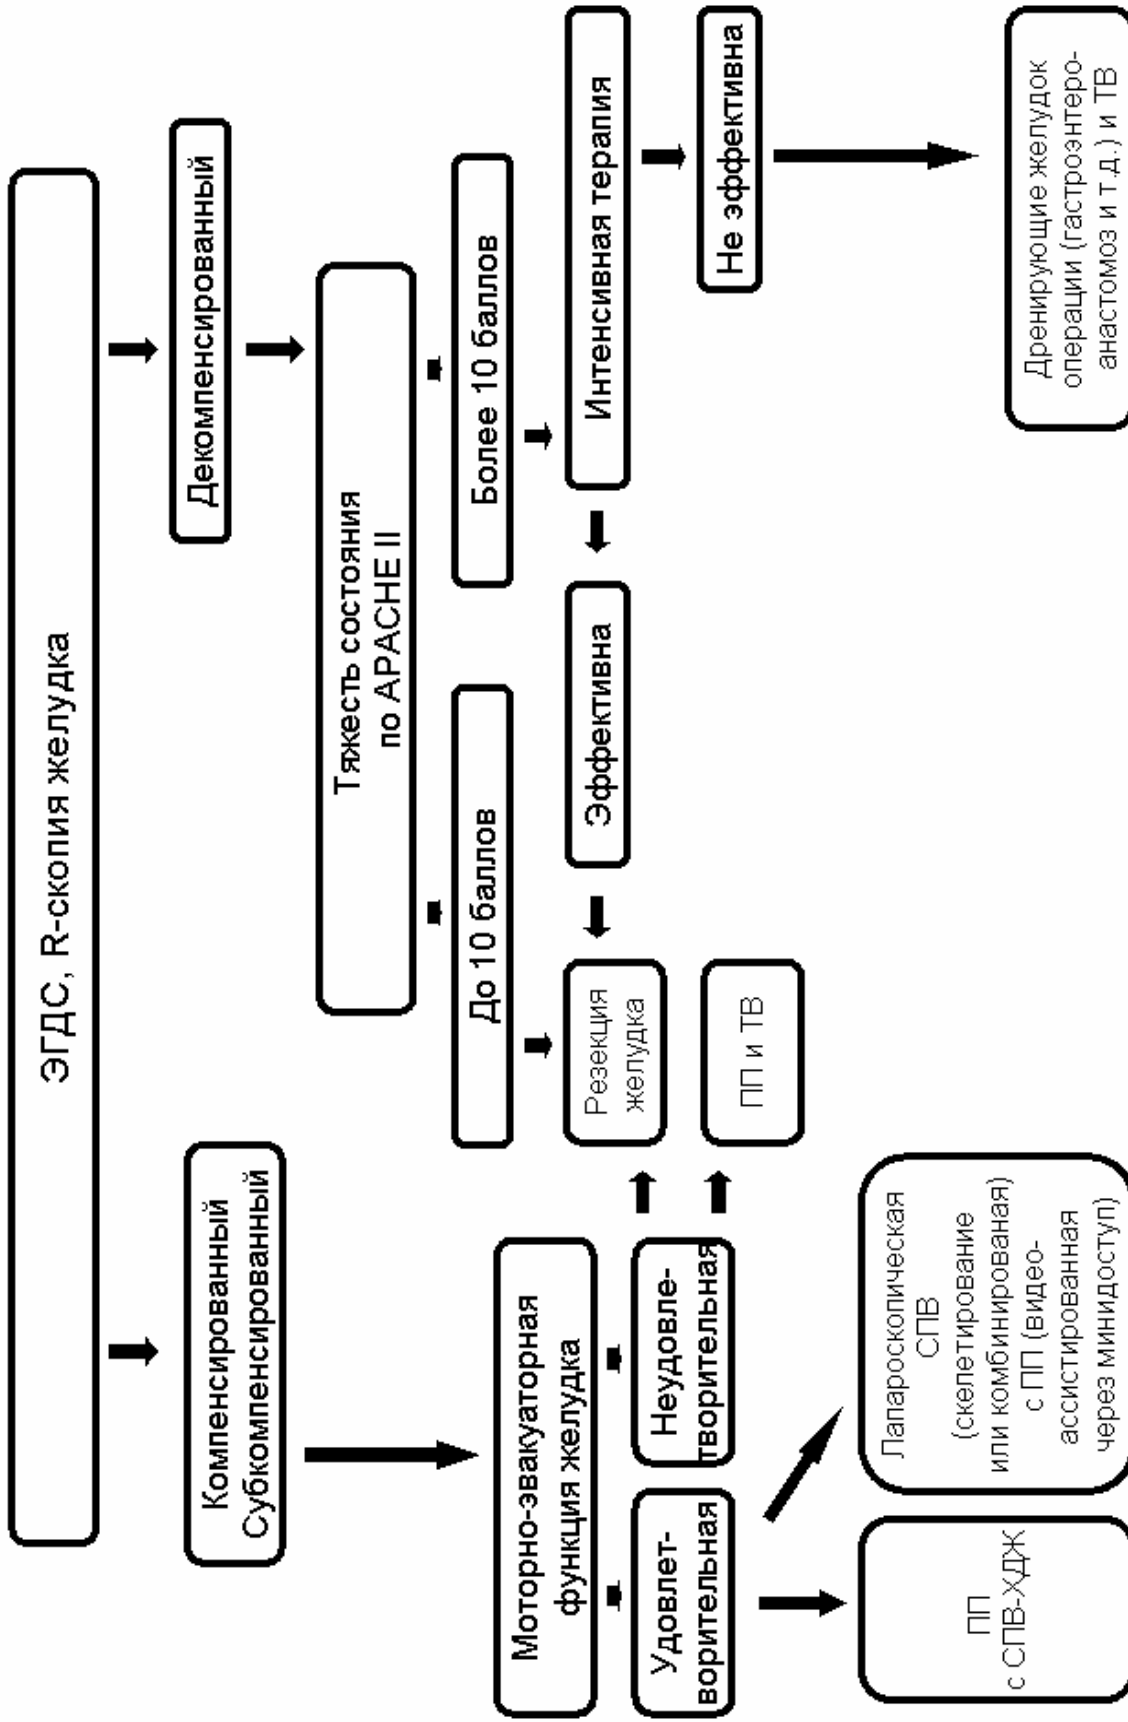 ЭГДС, R-скопия желудка
Компенсированный
Субкомпенсированный
Декомпенсированный
Тяжесть состояния
по APACHE II
До 10 баллов
Более 10 баллов
Моторно-эвакуаторная
функция желудка
Интенсивная терапия
Эффективна
Резекция
желудка
Удовлет-
ворительная
Неудовле-
творительная
ПП и ТВ
Не эффективна
ПП
с СПВ-ХДЖ
Лапароскопическая
СПВ
(скелетирование
или комбинированая)
с ПП (видео-
ассистированная
через минидоступ)
Дренирующие желудок
операции (гастроэнтеро-
анастомоз и т.д.) и ТВ